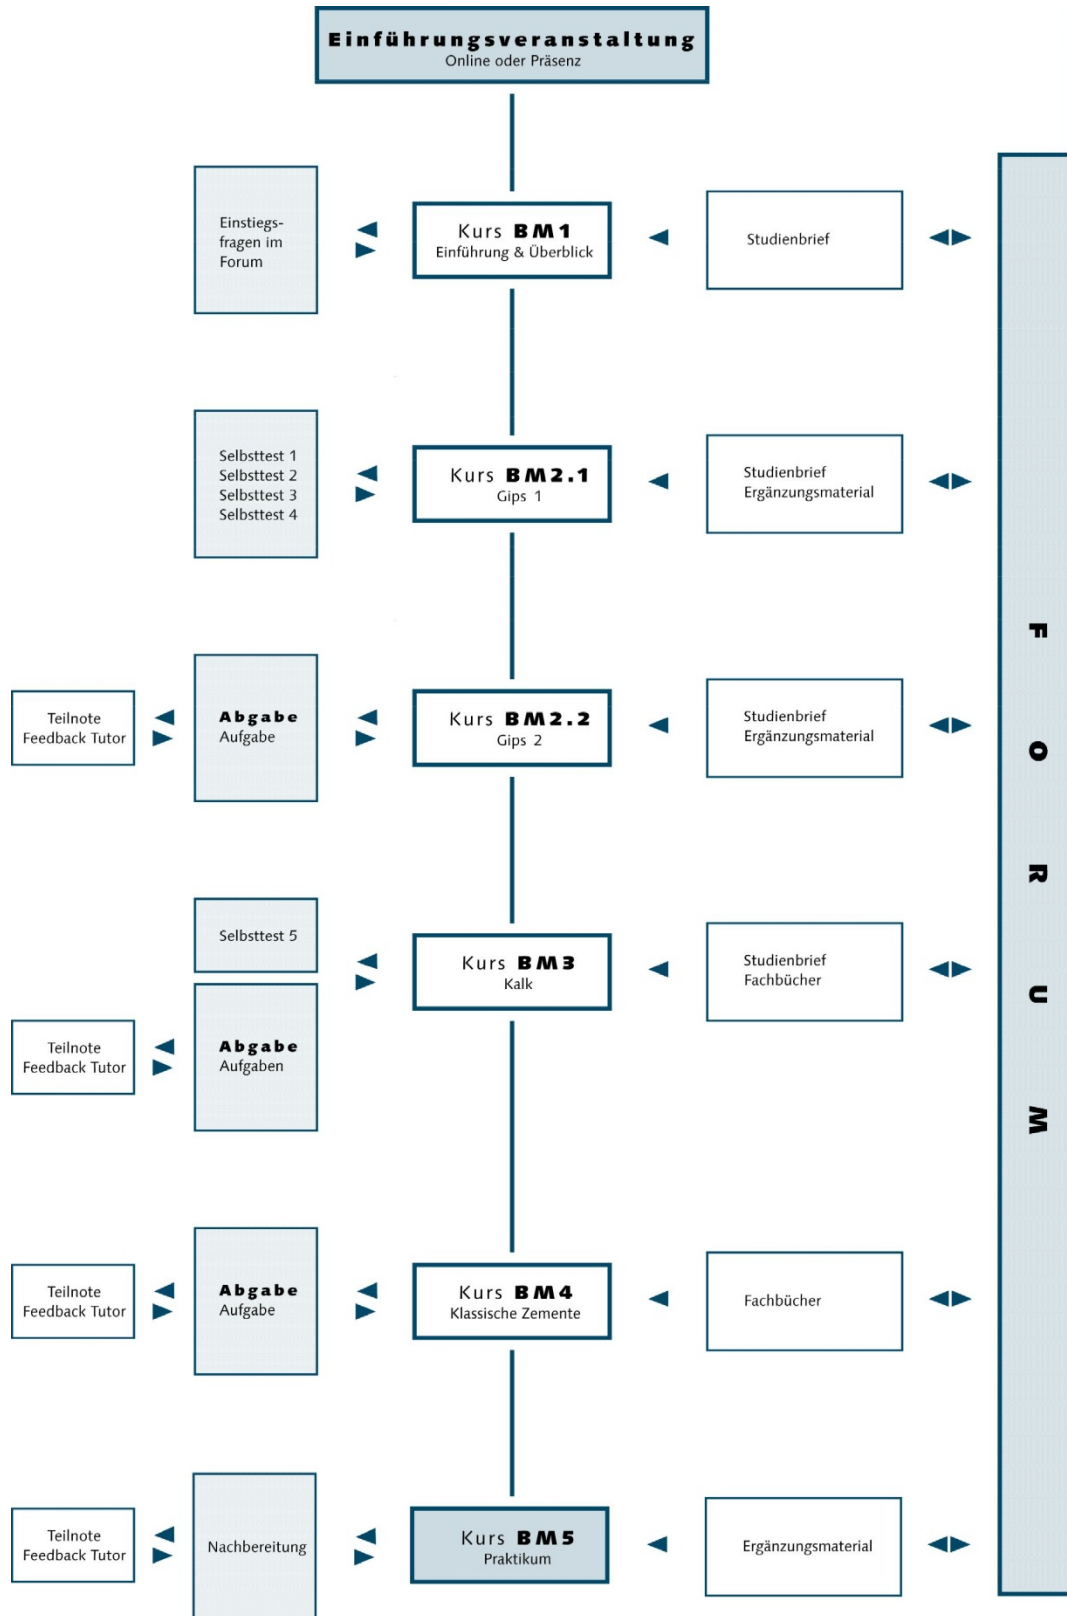 Einführungsveranstaltung
Online oder Präsenz
Einstiegs-
fragen im
Forum
Kurs BM1
Einführung & Überblick
Studienbrief
Selbsttest 1
Selbsttest 2
Selbsttest 3
Selbsttest 4
Kurs BM2.1
Gips 1
Studienbrief
Ergänzungsmaterial
Teilnote
Feedback Tutor
Abgabe
Aufgabe
Kurs BM2.2
Gips 2
Studienbrief
Ergänzungsmaterial
Selbsttest 5
Teilnote
Feedback Tutor
Abgabe
Aufgaben
Kurs BM3
Kalk
Studienbrief
Fachbücher
Teilnote
Feedback Tutor
Abgabe
Aufgabe
Kurs BM4
Klassische Zemente
Fachbücher
Teilnote
Feedback Tutor
Nachbereitung
Kurs BM5
Praktikum
Ergänzungsmaterial
FORUM